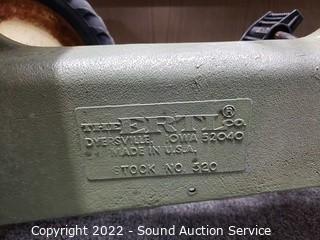 THE ERTL® CO.
DYERSVILLE, IOWA 52040
MADE IN U.S.A.
STOCK NO. 520
Copyright 2022 - Sound Auction Service